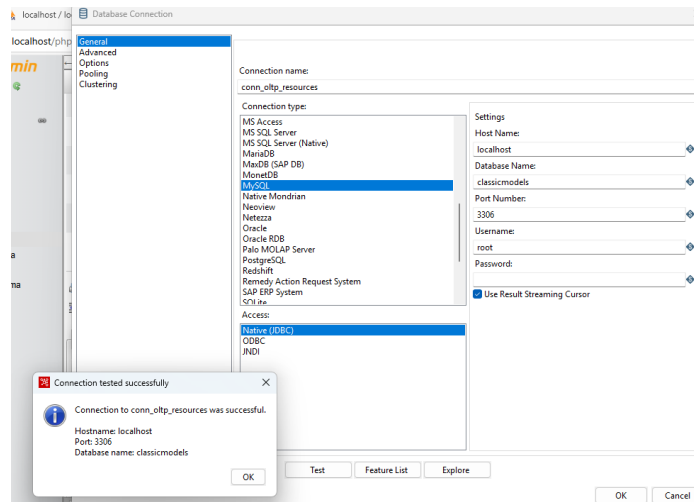 localhost / lo
Database Connection
localhost/php
min
General
Advanced
Options
Pooling
Clustering
Connection name:
conn_oltp_resources
Connection type:
MS Access
MS SQL Server
MS SQL Server (Native)
MariaDB
MaxDB (SAP DB)
MonetDB
MySQL
Native Mondrian
Neoview
Netezza
Oracle
Oracle RDB
Palo MOLAP Server
PostgreSQL
Redshift
Remedy Action Request System
SAP ERP System
SQLite
Access:
Native (JDBC)
ODBC
JNDI
Settings
Host Name:
localhost
Database Name:
classicmodels
Port Number:
3306
Username:
root
Password:
Use Result Streaming Cursor
a
ma
Connection tested successfully
Connection to conn_oltp_resources was successful.
Hostname: localhost
Port: 3306
Database name: classicmodels
OK
Test
Feature List
Explore
OK
Cancel